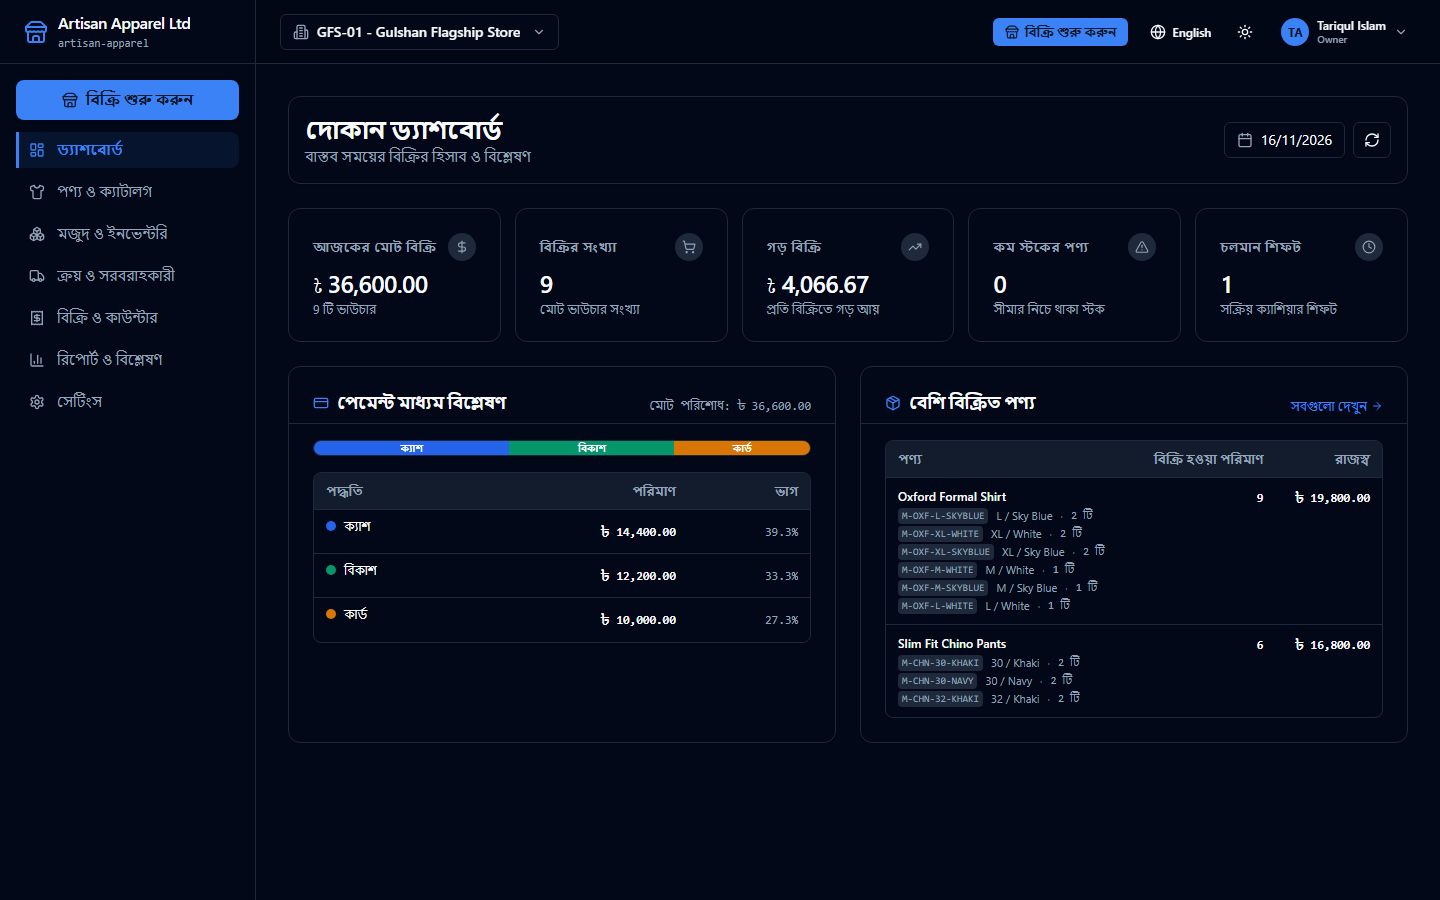 Artisan Apparel Ltd
artisan-apparel
GFS-01 - Gulshan Flagship Store
বিক্রি শুরু করুন
English
TA
Tariqul Islam
Owner
বিক্রি শুরু করুন
ড্যাশবোর্ড
পণ্য ও ক্যাটালগ
মজুদ ও ইনভেন্টরি
ক্রয় ও সরবরাহকারী
বিক্রি ও কাউন্টার
রিপোর্ট ও বিশ্লেষণ
সেটিংস
দোকান ড্যাশবোর্ড
বাস্তব সময়ের বিক্রির হিসাব ও বিশ্লেষণ
16/11/2026
আজকের মোট বিক্রি
৳ 36,600.00
9 টি ভাউচার
বিক্রির সংখ্যা
9
মোট ভাউচার সংখ্যা
গড় বিক্রি
৳ 4,066.67
প্রতি বিক্রিতে গড় আয়
কম স্টকের পণ্য
0
সীমার নিচে থাকা স্টক
চলমান শিফট
1
সক্রিয় ক্যাশিয়ার শিফট
পেমেন্ট মাধ্যম বিশ্লেষণ
মোট পরিশোধ: ৳ 36,600.00
ক্যাশ বিকাশ কার্ড
পদ্ধতি পরিমাণ ভাগ
ক্যাশ ৳ 14,400.00 39.3%
বিকাশ ৳ 12,200.00 33.3%
কার্ড ৳ 10,000.00 27.3%
বেশি বিক্রিত পণ্য
সবগুলো দেখুন →
পণ্য বিক্রি হওয়া পরিমাণ রাজস্ব
Oxford Formal Shirt 9 ৳ 19,800.00
M-OXF-L-SKYBLUE L / Sky Blue · 2 টি
M-OXF-XL-WHITE XL / White · 2 টি
M-OXF-XL-SKYBLUE XL / Sky Blue · 2 টি
M-OXF-M-WHITE M / White · 1 টি
M-OXF-M-SKYBLUE M / Sky Blue · 1 টি
M-OXF-L-WHITE L / White · 1 টি
Slim Fit Chino Pants 6 ৳ 16,800.00
M-CHN-30-KHAKI 30 / Khaki · 2 টি
M-CHN-30-NAVY 30 / Navy · 2 টি
M-CHN-32-KHAKI 32 / Khaki · 2 টি